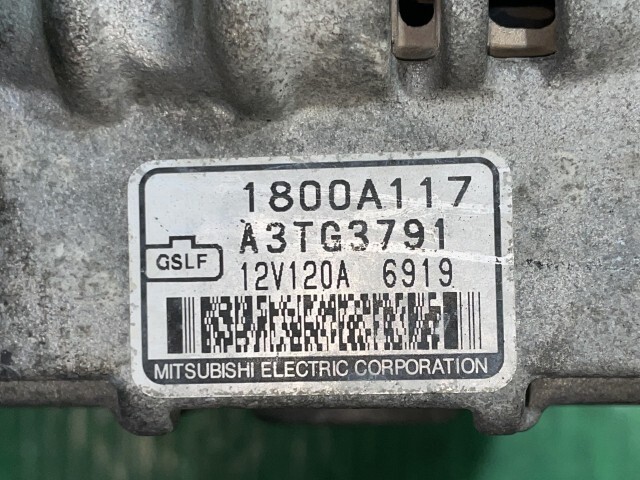 1800A117
A3TG3791
GSLF
12V120A 6919
MITSUBISHI ELECTRIC CORPORATION